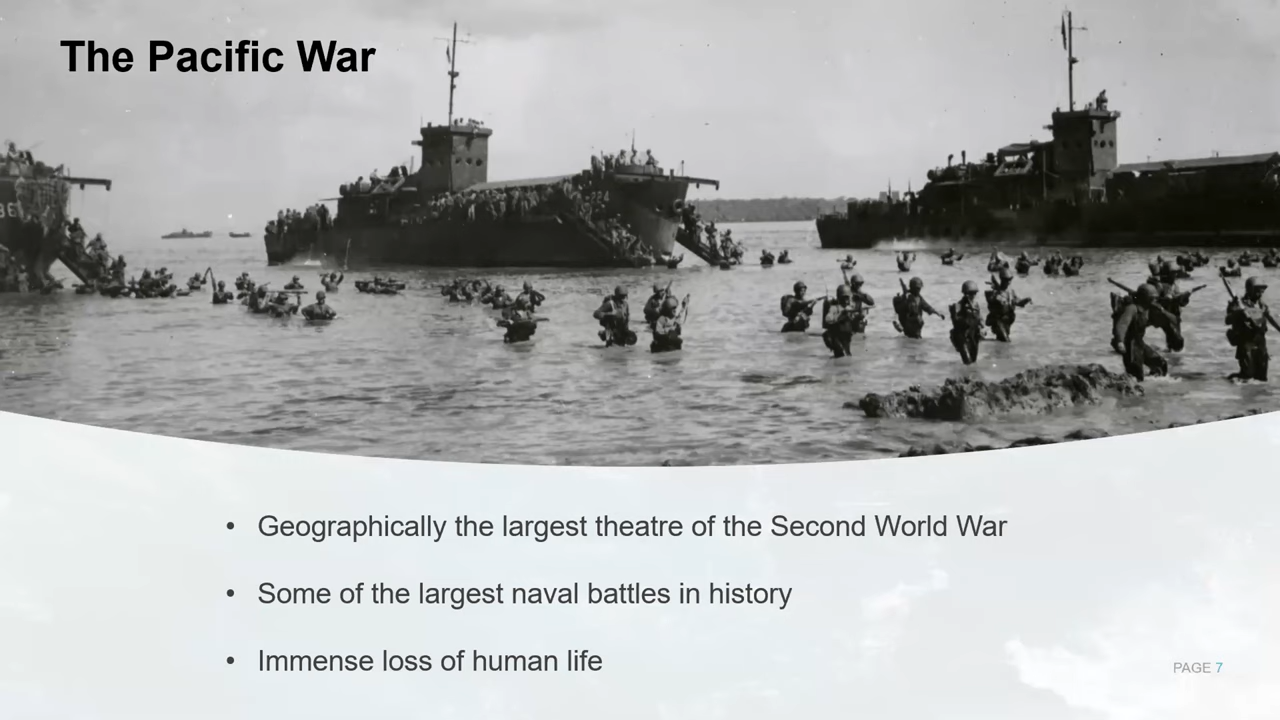 The Pacific War
• Geographically the largest theatre of the Second World War
• Some of the largest naval battles in history
• Immense loss of human life
PAGE 7